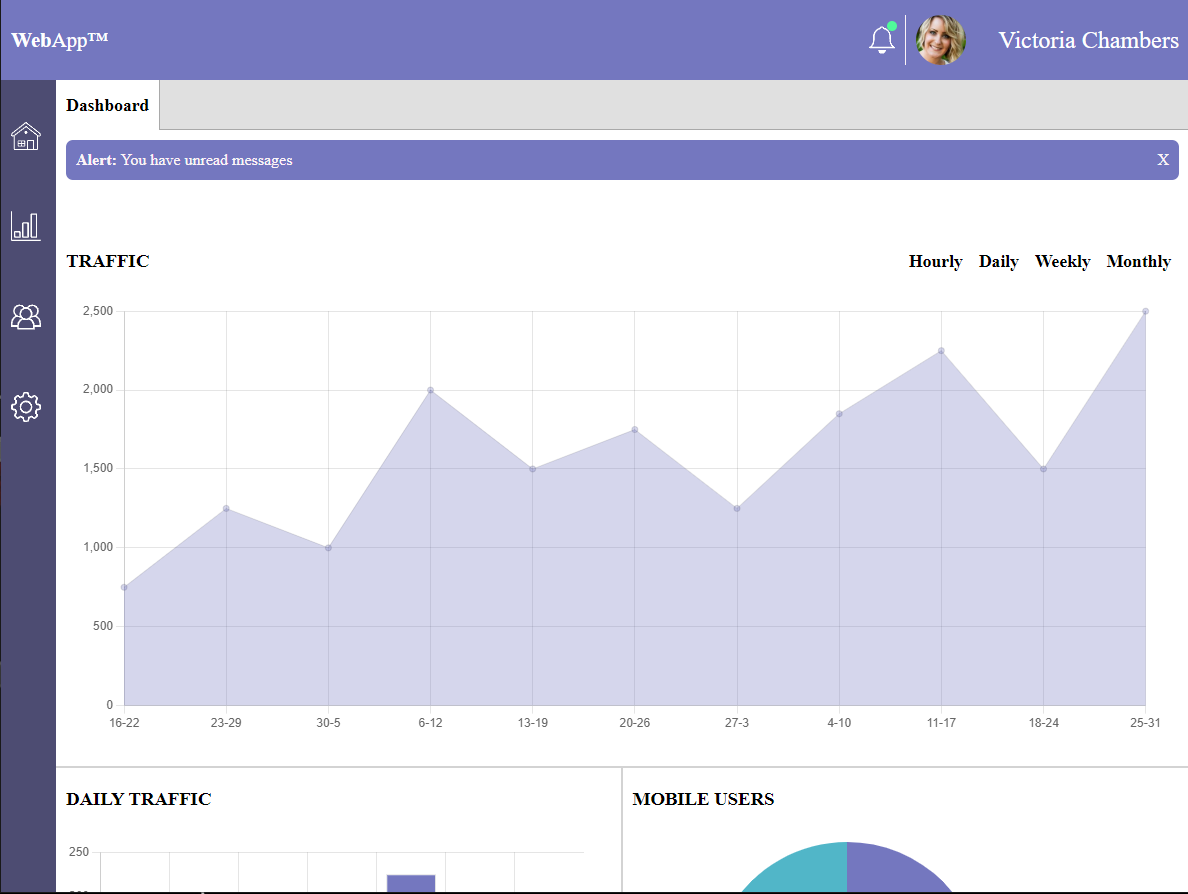 WebApp™
Victoria Chambers
Dashboard
Alert: You have unread messages
X
TRAFFIC
Hourly Daily Weekly Monthly
2,500
2,000
1,500
1,000
500
0
16-22 23-29 30-5 6-12 13-19 20-26 27-3 4-10 11-17 18-24 25-31
DAILY TRAFFIC
MOBILE USERS
250